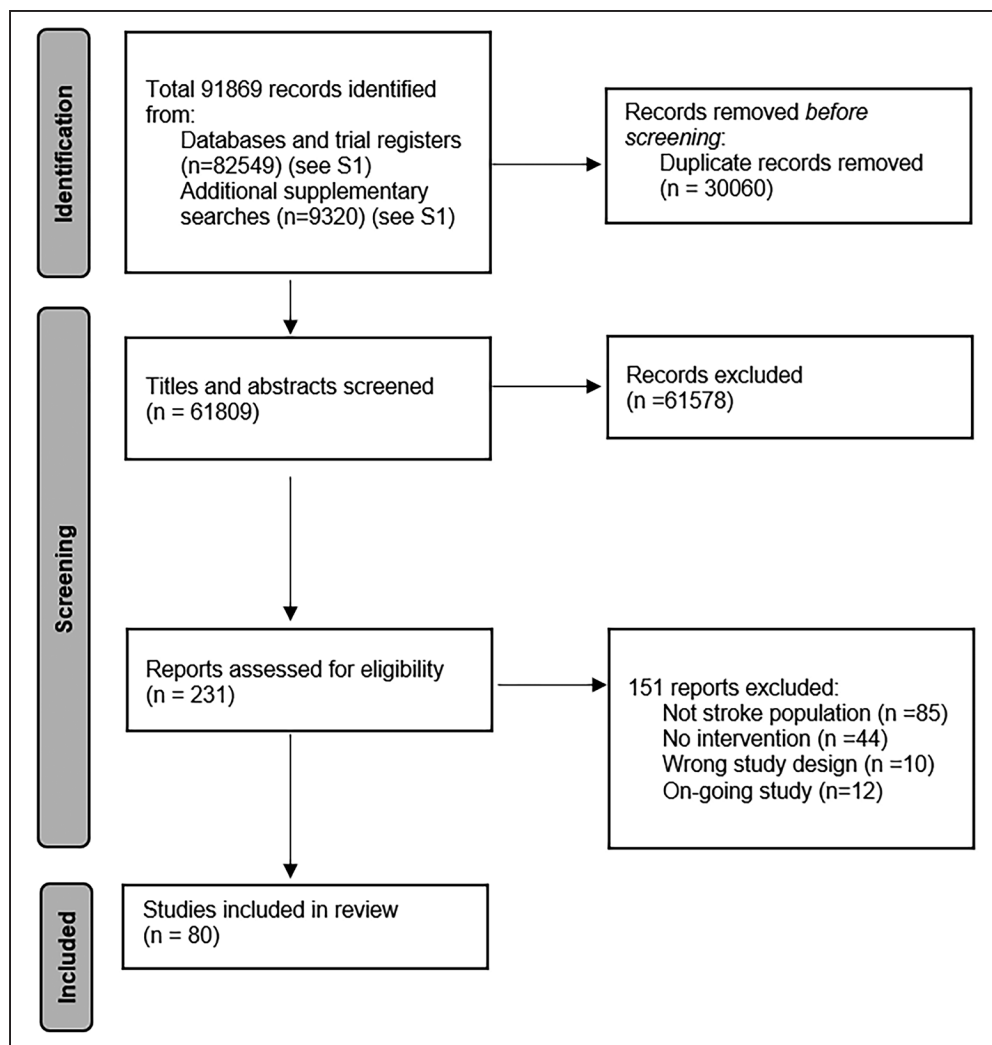 Identification
Total 91869 records identified
from:
Databases and trial registers
(n=82549) (see S1)
Additional supplementary
searches (n=9320) (see S1)
Records removed before
screening:
Duplicate records removed
(n = 30060)
Screening
Titles and abstracts screened
(n = 61809)
Records excluded
(n =61578)
Reports assessed for eligibility
(n = 231)
151 reports excluded:
Not stroke population (n =85)
No intervention (n =44)
Wrong study design (n =10)
On-going study (n=12)
Included
Studies included in review
(n = 80)